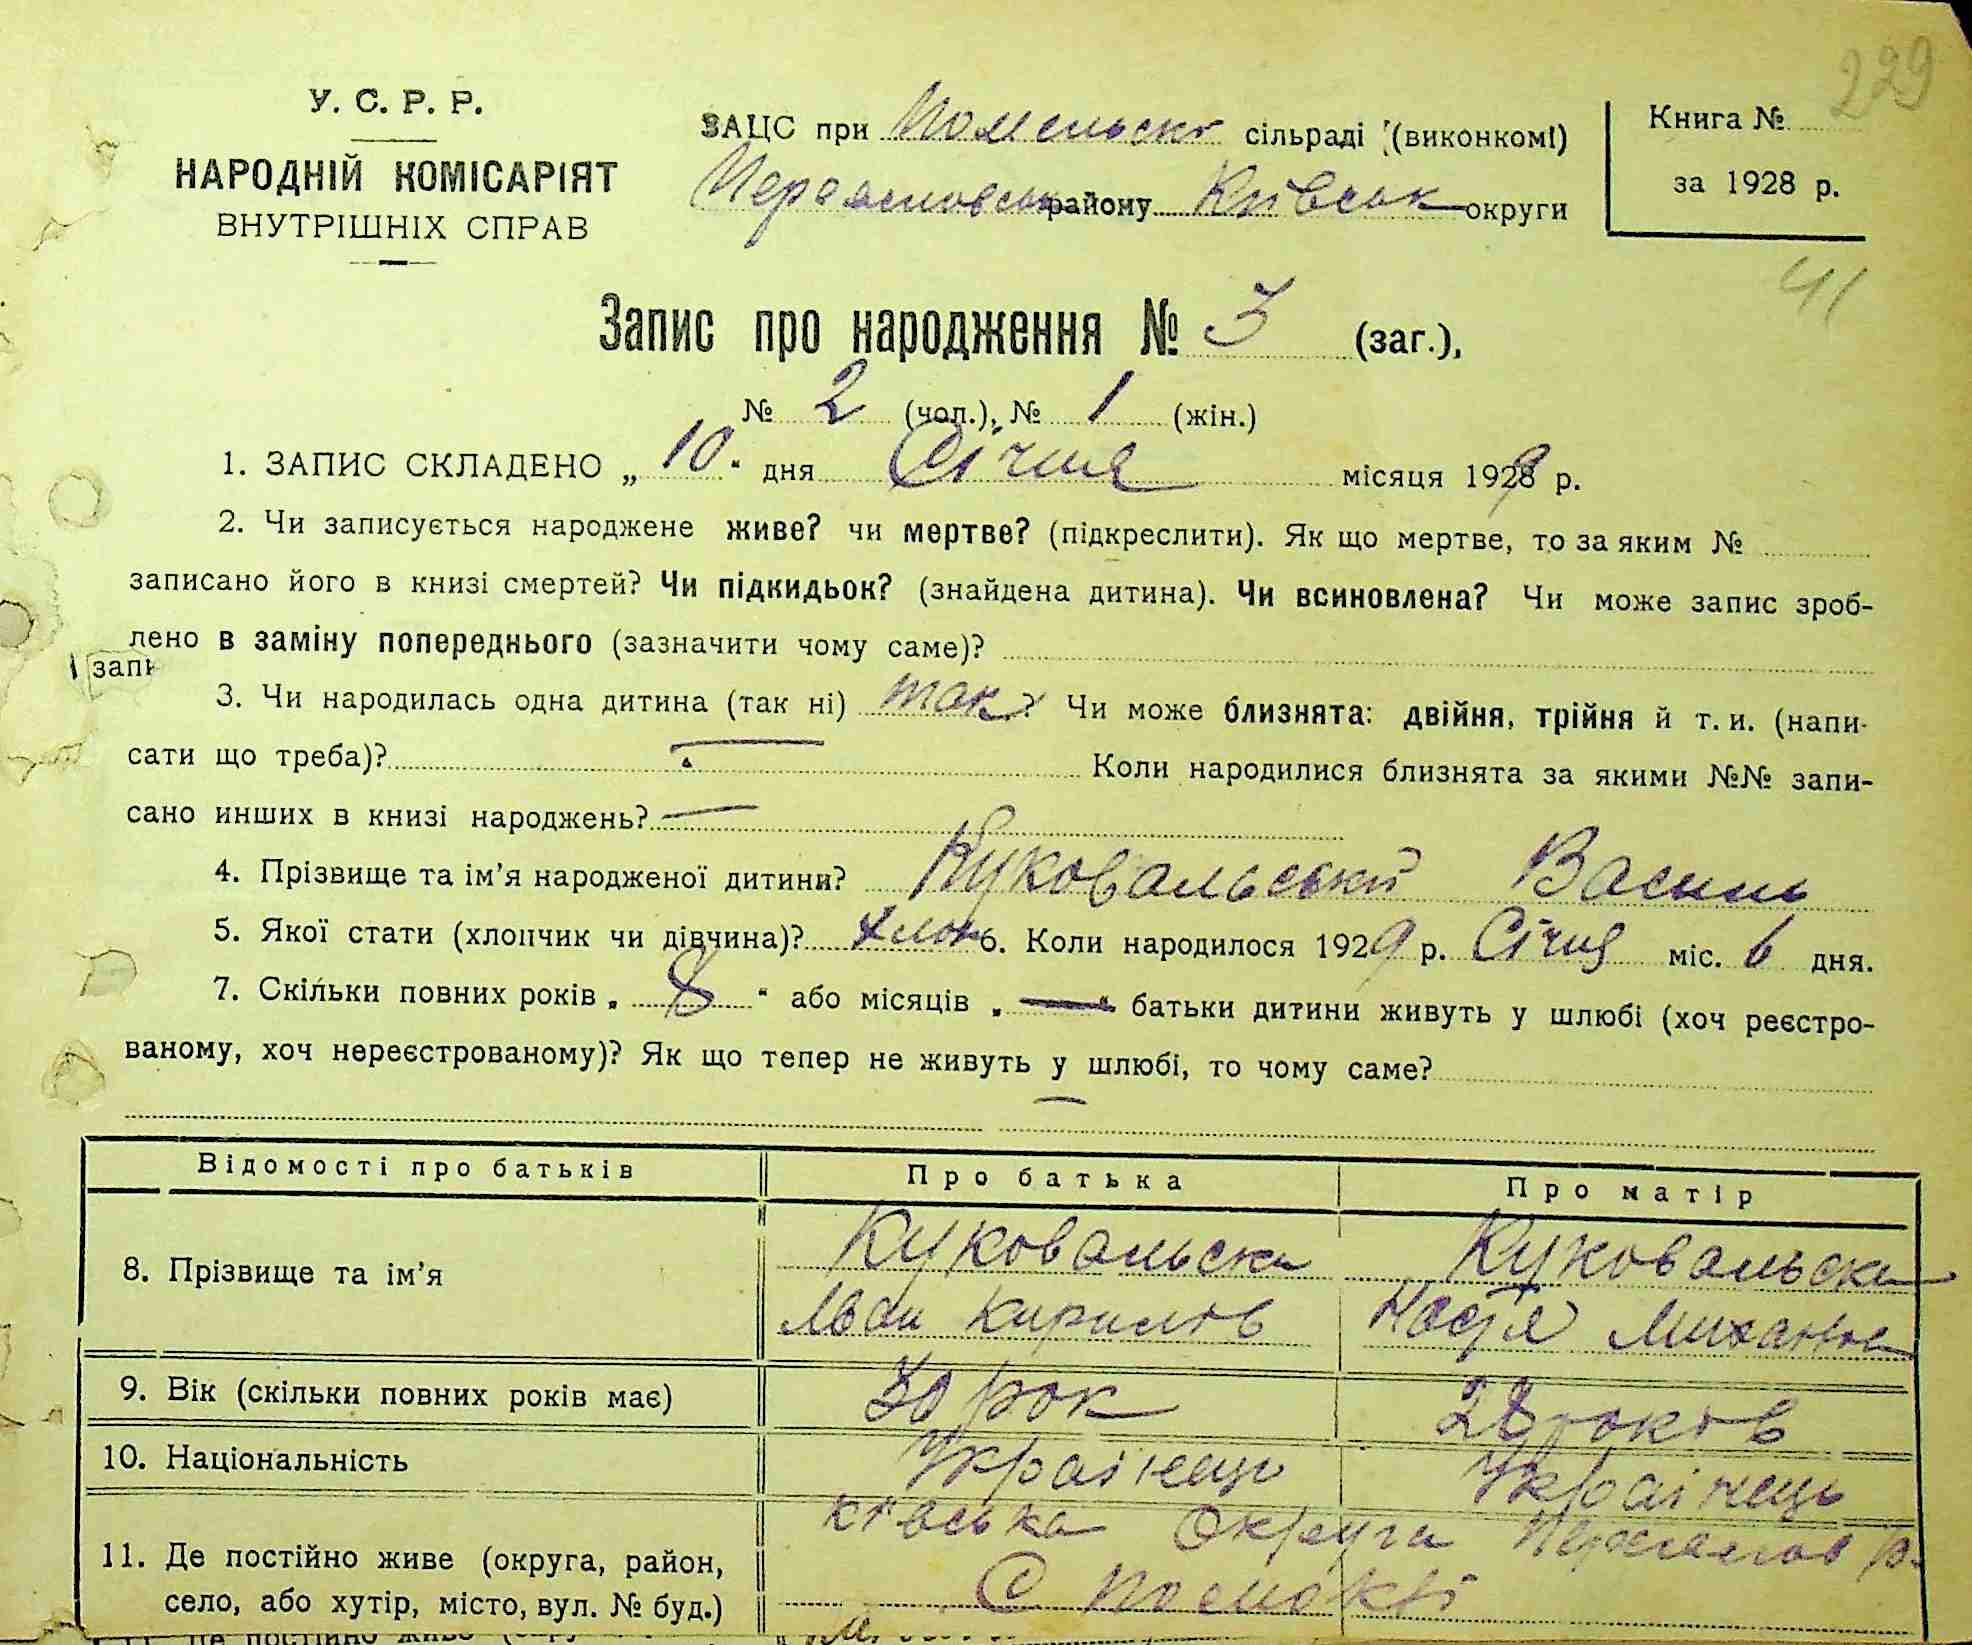 229
У. С. Р. Р.
НАРОДНІЙ КОМІСАРІЯТ
ВНУТРІШНІХ СПРАВ
ЗАЦС при сільраді (виконкомі)
району Київськ округи
Книга №
за 1928 р.
41
Запис про народження № 3 (заг.),
№ 2 (чол.), № 1 (жін.)
1. ЗАПИС СКЛАДЕНО „ 10 " дня Січня місяця 1929 р.
2. Чи записується народжене живе? чи мертве? (підкреслити). Як що мертве, то за яким №
записано його в книзі смертей? Чи підкидьок? (знайдена дитина). Чи всиновлена? Чи може запис зроб-
лено в заміну попереднього (зазначити чому саме)?
3. Чи народилась одна дитина (так ні) так ? Чи може близнята: двійня, трійня й т. и. (напи-
сати що треба)? Коли народилися близнята за якими №№ запи-
сано инших в книзі народжень?
4. Прізвище та ім'я народженої дитини? Куковальський Василь
5. Якої стати (хлопчик чи дівчина)? хлоп 6. Коли народилося 1929 р. Січня міс. 6 дня.
7. Скільки повних років „ 8 " або місяців „ — " батьки дитини живуть у шлюбі (хоч реєстро-
ваному, хоч нереєстрованому)? Як що тепер не живуть у шлюбі, то чому саме?
Відомості про батьків Про батька Про матір
8. Прізвище та ім'я Куковальски Куковальска
Іван Кирилов Настя
9. Вік (скільки повних років має) 30 рок 28 років
10. Національність Українець Українець
11. Де постійно живе (округа, район, Округа
село, або хутір, місто, вул. № буд.) С